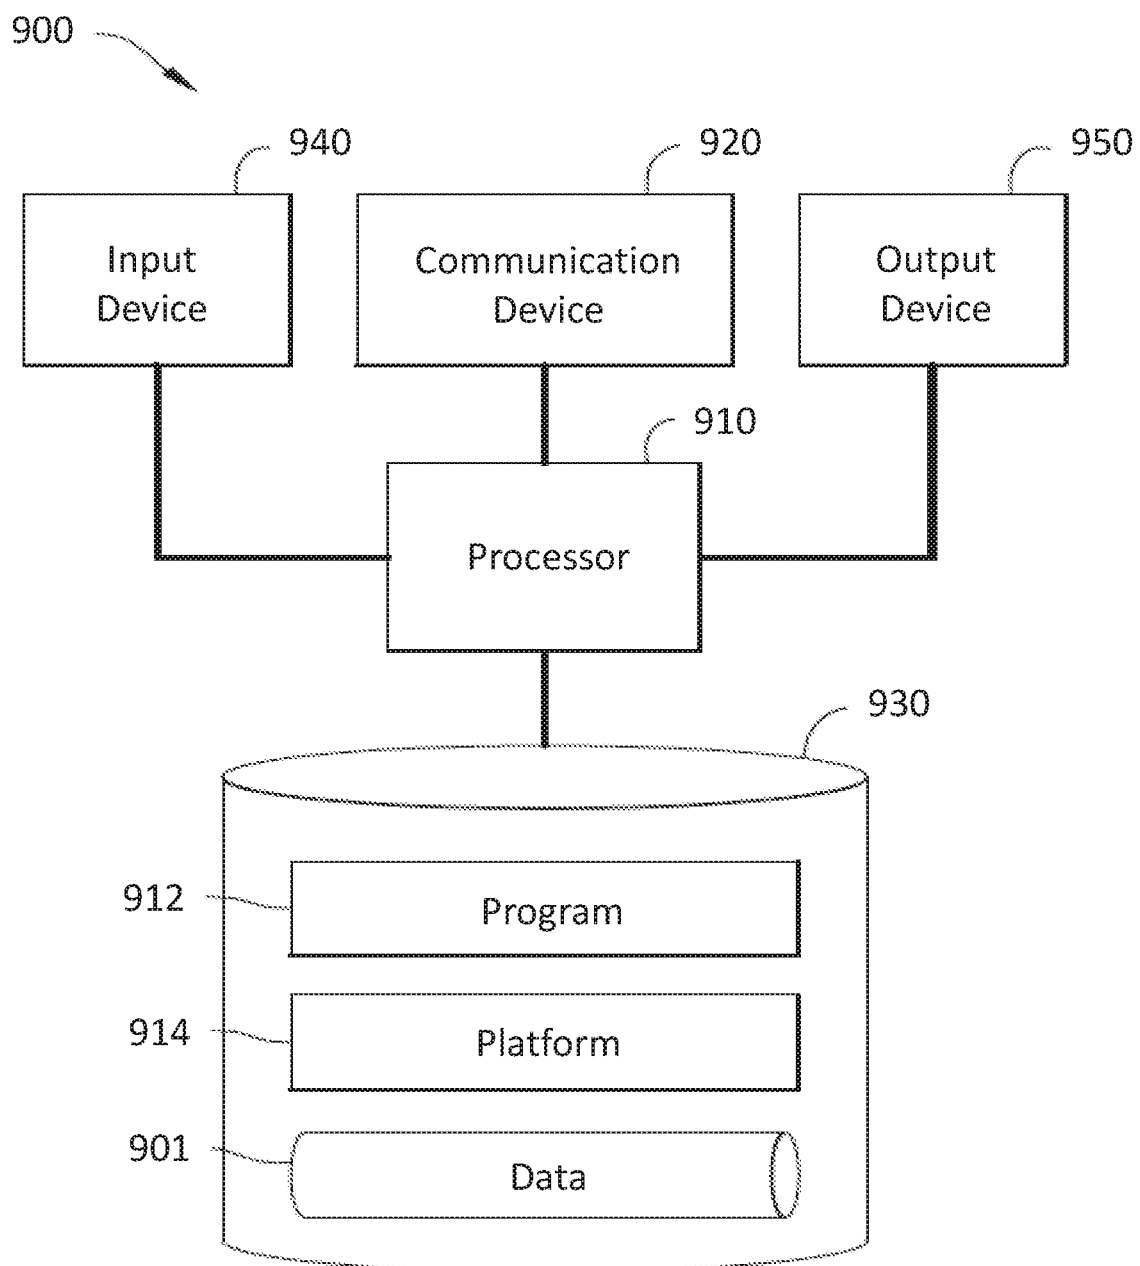 900
940
920
950
Input
Device
Communication
Device
Output
Device
910
Processor
930
912
Program
914
Platform
901
Data